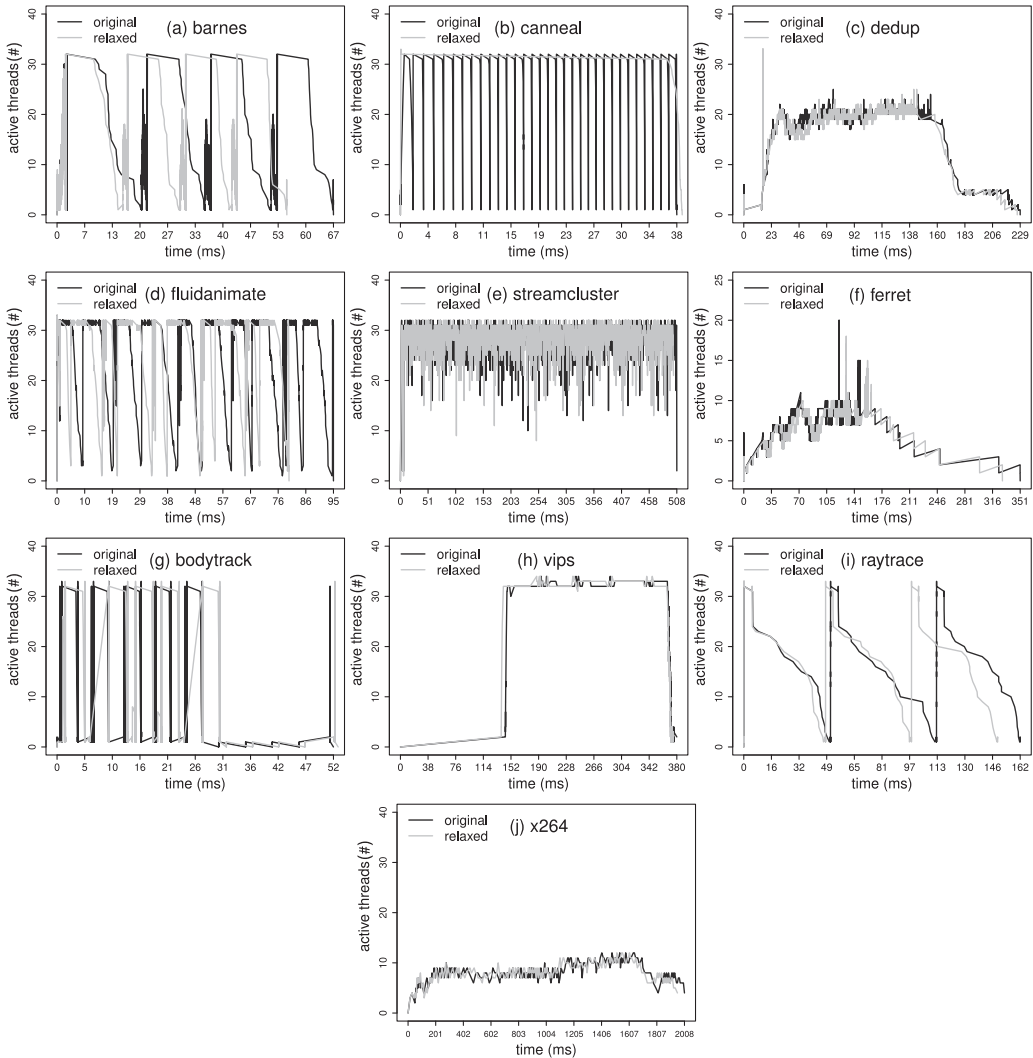 original
relaxed
(a) barnes
active threads (#)
0 10 20 30 40
0 7 13 20 27 33 40 46 53 60 67
time (ms)
original
relaxed
(b) canneal
active threads (#)
0 10 20 30 40
0 4 8 11 15 19 23 27 30 34 38
time (ms)
original
relaxed
(c) dedup
active threads (#)
0 10 20 30 40
0 23 46 69 92 115 137 160 183 206 229
time (ms)
original
relaxed
(d) fluidanimate
active threads (#)
0 10 20 30 40
0 10 19 29 38 48 57 66 76 86 95
time (ms)
original
relaxed
(e) streamcluster
active threads (#)
0 10 20 30 40
0 51 102 153 203 254 305 356 407 458 508
time (ms)
original
relaxed
(f) ferret
active threads (#)
0 5 10 15 20 25
0 35 70 105 141 176 211 246 281 316 351
time (ms)
original
relaxed
(g) bodytrack
active threads (#)
0 10 20 30 40
0 5 10 16 21 26 31 36 42 47 52
time (ms)
original
relaxed
(h) vips
active threads (#)
0 10 20 30 40
0 38 76 114 152 190 228 266 304 342 380
time (ms)
original
relaxed
(i) raytrace
active threads (#)
0 10 20 30 40
0 16 32 49 65 81 97 113 130 146 162
time (ms)
original
relaxed
(j) x264
active threads (#)
0 10 20 30 40
0 201 402 602 803 1004 1205 1406 1607 1807 2008
time (ms)